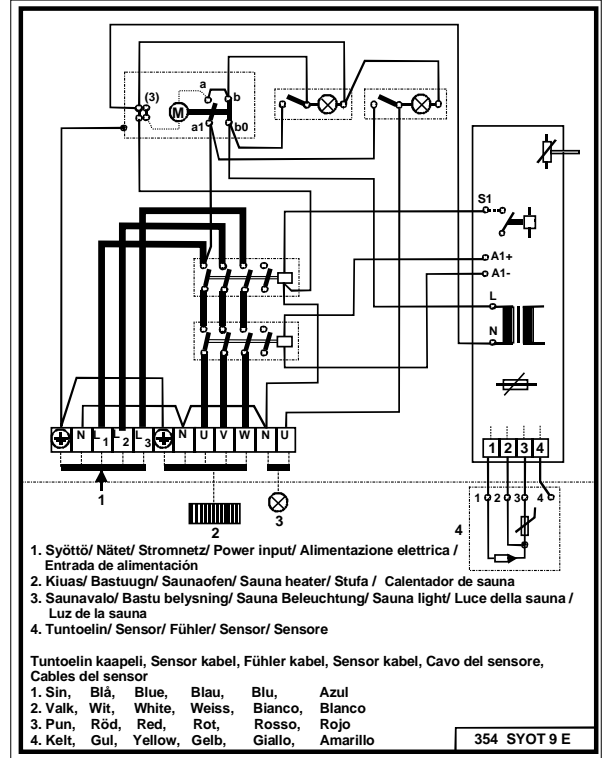 a
b
(3)
M
a1
b0
S1
A1+
A1-
L
N
N L1 L2 L3 N U V W N U
1 2 3 4
1 2 3 4
1
2
3
4
1. Syöttö/ Nätet/ Stromnetz/ Power input/ Alimentazione elettrica /
Entrada de alimentación
2. Kiuas/ Bastuugn/ Saunaofen/ Sauna heater/ Stufa / Calentador de sauna
3. Saunavalo/ Bastu belysning/ Sauna Beleuchtung/ Sauna light/ Luce della sauna /
Luz de la sauna
4. Tuntoelin/ Sensor/ Fühler/ Sensor/ Sensore
Tuntoelin kaapeli, Sensor kabel, Fühler kabel, Sensor kabel, Cavo del sensore,
Cables del sensor
1. Sin, Blå, Blue, Blau, Blu, Azul
2. Valk, Wit, White, Weiss, Bianco, Blanco
3. Pun, Röd, Red, Rot, Rosso, Rojo
4. Kelt, Gul, Yellow, Gelb, Giallo, Amarillo
354 SYOT 9 E